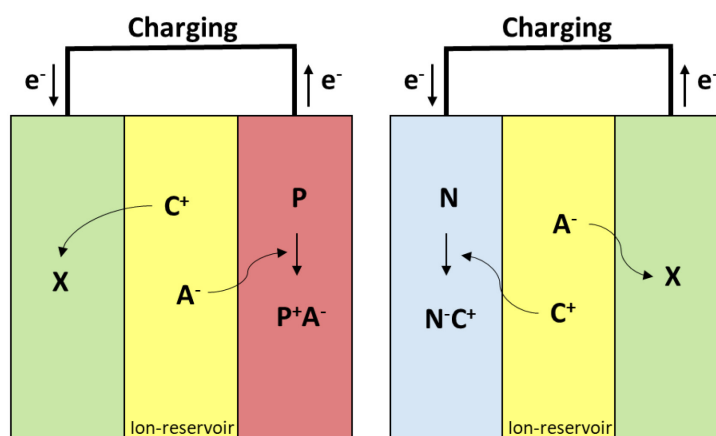 Charging
e⁻ e⁻
C⁺ P
X
A⁻
P⁺A⁻
Ion-reservoir
Charging
e⁻ e⁻
N
A⁻
X
N⁻C⁺ C⁺
Ion-reservoir